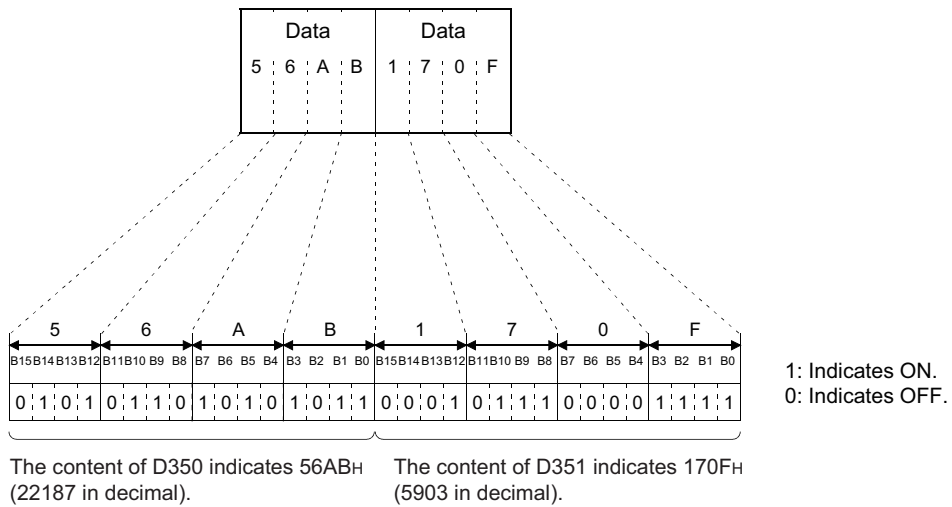 Data Data
5 6 A B 1 7 0 F
5 6 A B 1 7 0 F
B15 B14 B13 B12 B11 B10 B9 B8 B7 B6 B5 B4 B3 B2 B1 B0 B15 B14 B13 B12 B11 B10 B9 B8 B7 B6 B5 B4 B3 B2 B1 B0
0 1 0 1 0 1 1 0 1 0 1 0 1 0 1 1 0 0 0 1 0 1 1 1 0 0 0 0 1 1 1 1
1: Indicates ON.
0: Indicates OFF.
The content of D350 indicates 56ABH
(22187 in decimal).
The content of D351 indicates 170FH
(5903 in decimal).